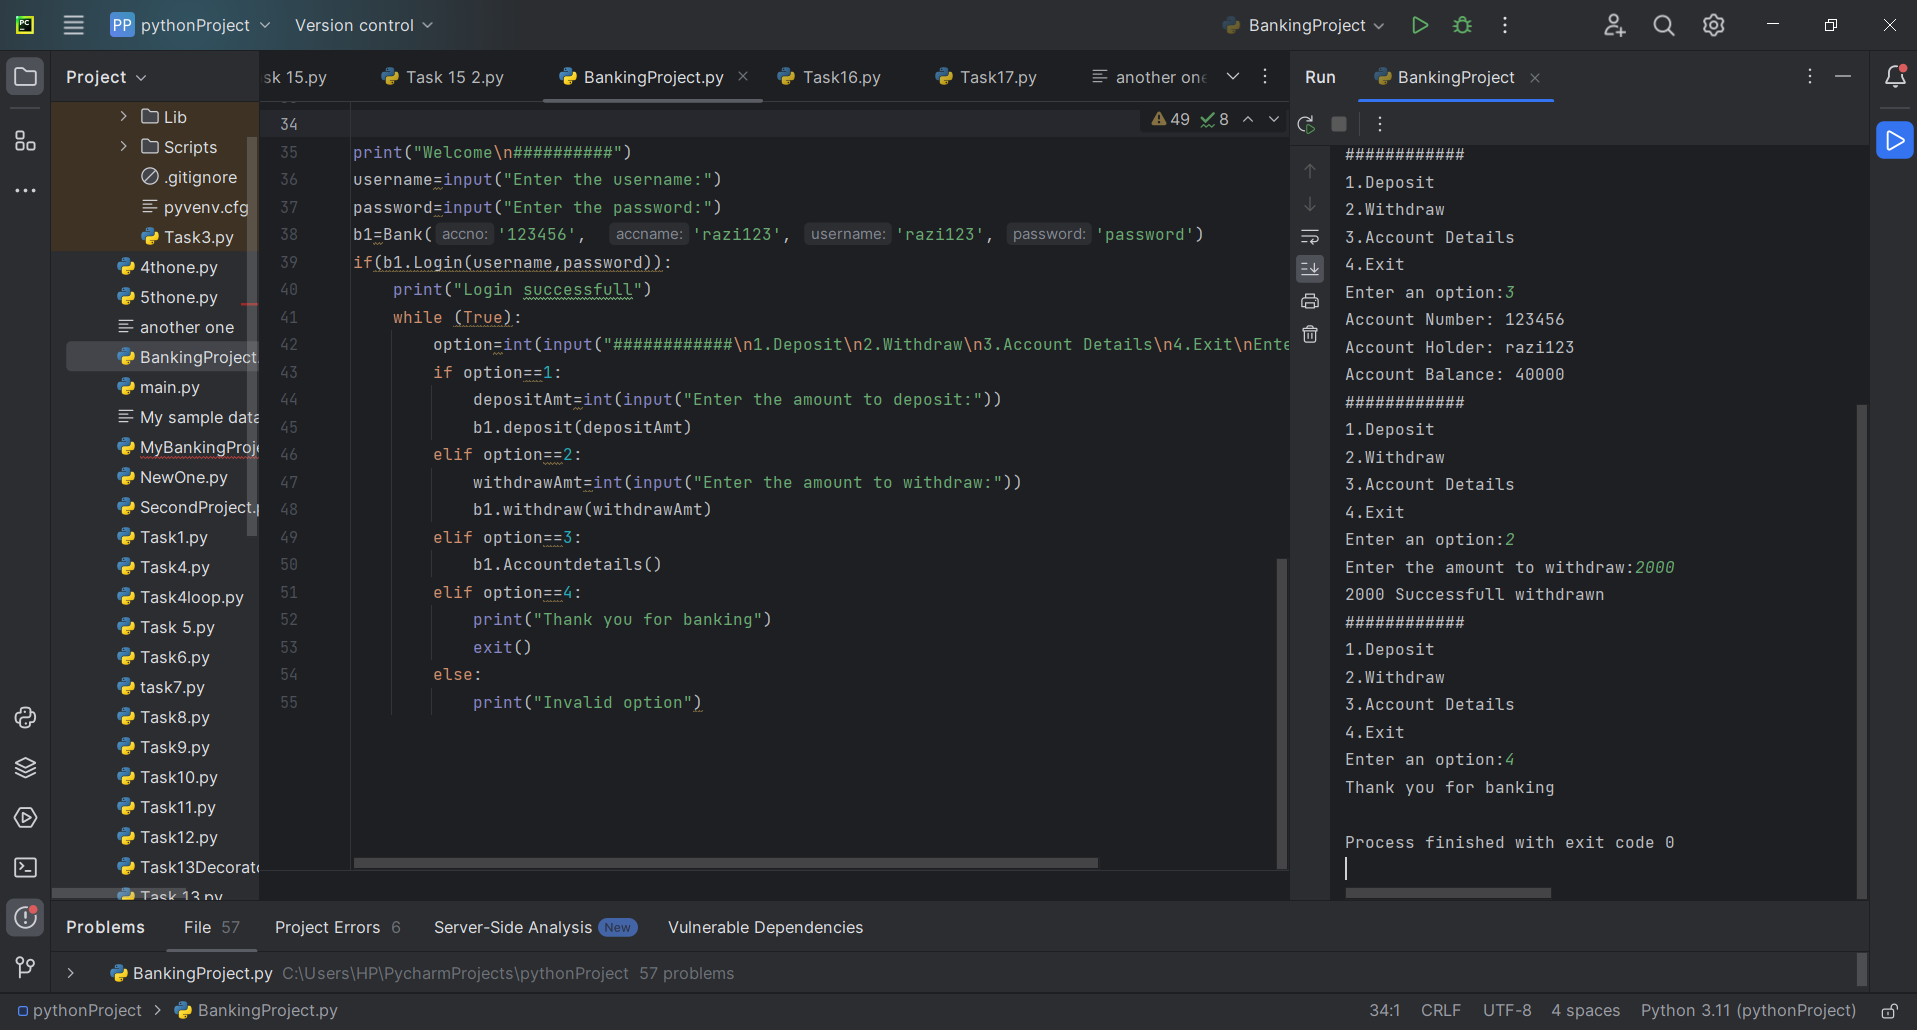 PC
PP pythonProject
Version control
BankingProject
Project
sk 15.py
Task 15 2.py
BankingProject.py
Task16.py
Task17.py
another one
Run
BankingProject
Lib
Scripts
.gitignore
pyvenv.cfg
Task3.py
4thone.py
5thone.py
another one
BankingProject.
main.py
My sample data
MyBankingProje
NewOne.py
SecondProject.p
Task1.py
Task4.py
Task4loop.py
Task 5.py
Task6.py
task7.py
Task8.py
Task9.py
Task10.py
Task11.py
Task12.py
Task13Decorato
Task 13.py
49 8
34
35 print("Welcome\n##########")
36 username=input("Enter the username:")
37 password=input("Enter the password:")
38 b1=Bank( accno: '123456', accname: 'razi123', username: 'razi123', password: 'password')
39 if(b1.Login(username,password)):
40 print("Login successfull")
41 while (True):
42 option=int(input("############\n1.Deposit\n2.Withdraw\n3.Account Details\n4.Exit\nEnte
43 if option==1:
44 depositAmt=int(input("Enter the amount to deposit:"))
45 b1.deposit(depositAmt)
46 elif option==2:
47 withdrawAmt=int(input("Enter the amount to withdraw:"))
48 b1.withdraw(withdrawAmt)
49 elif option==3:
50 b1.Accountdetails()
51 elif option==4:
52 print("Thank you for banking")
53 exit()
54 else:
55 print("Invalid option")
############
1.Deposit
2.Withdraw
3.Account Details
4.Exit
Enter an option:3
Account Number: 123456
Account Holder: razi123
Account Balance: 40000
############
1.Deposit
2.Withdraw
3.Account Details
4.Exit
Enter an option:2
Enter the amount to withdraw:2000
2000 Successfull withdrawn
############
1.Deposit
2.Withdraw
3.Account Details
4.Exit
Enter an option:4
Thank you for banking
Process finished with exit code 0
Problems
File 57
Project Errors 6
Server-Side Analysis New
Vulnerable Dependencies
BankingProject.py C:\Users\HP\PycharmProjects\pythonProject 57 problems
pythonProject > BankingProject.py
34:1 CRLF UTF-8 4 spaces Python 3.11 (pythonProject)